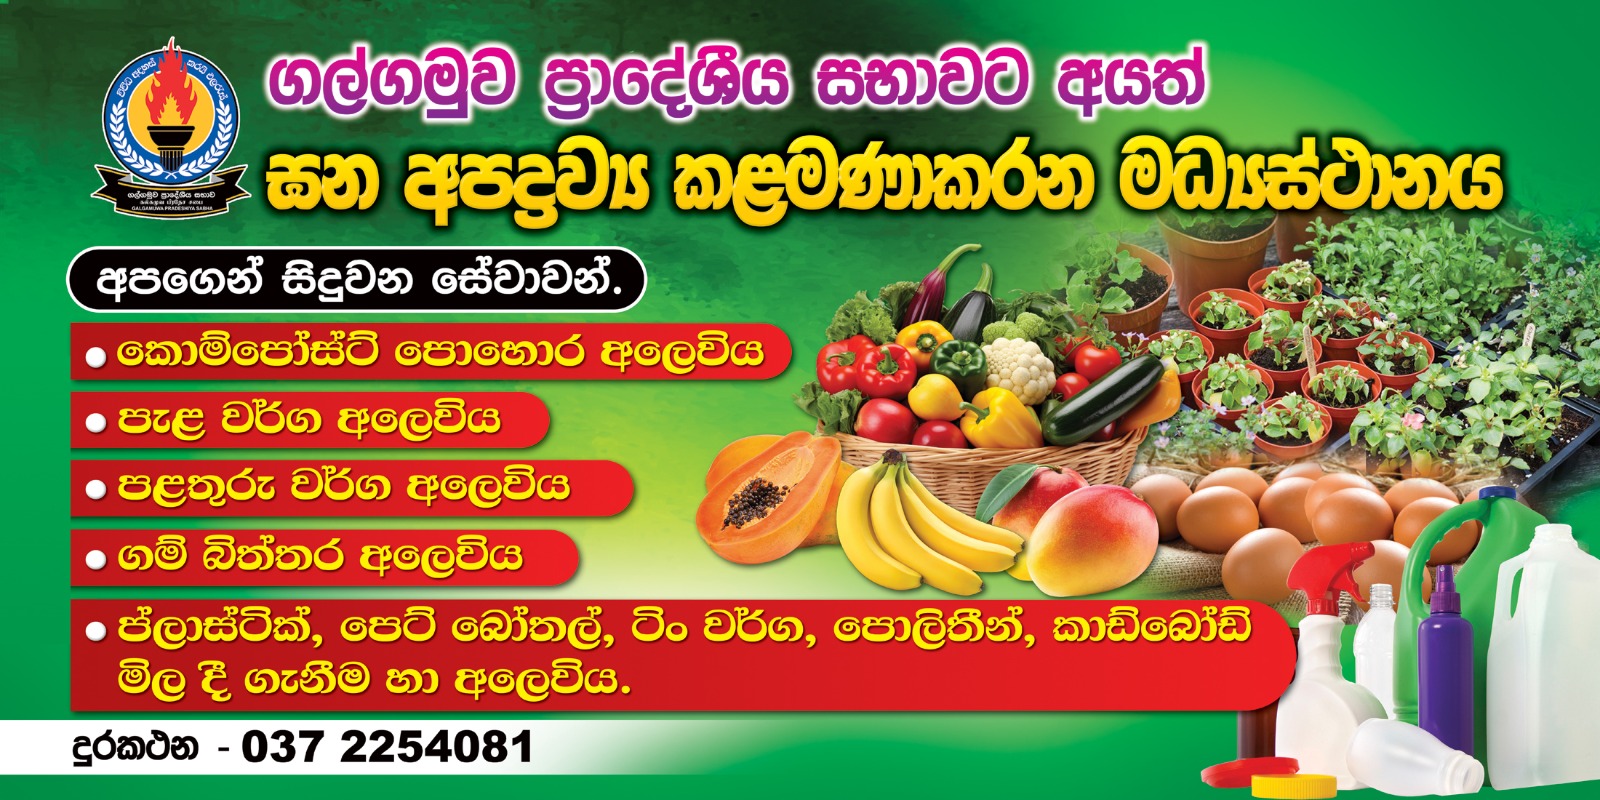 ගල්ගමුව ප්‍රාදේශීය සභාවට අයත්
ඝන අපද්‍රව්‍ය කළමණාකරන මධ්‍යස්ථානය
ගල්ගමුව ප්‍රාදේශීය සභාව
GALGAMUWA PRADESHIYA SABHA
අපගෙන් සිදුවන සේවාවන්.
කොම්පෝස්ට් පොහොර අලෙවිය
පැළ වර්ග අලෙවිය
පළතුරු වර්ග අලෙවිය
ගම් බිත්තර අලෙවිය
ප්ලාස්ටික්, පෙට් බෝතල්, ටිං වර්ග, පොලිතීන්, කාඩ්බෝඩ්
මිල දී ගැනීම හා අලෙවිය.
දුරකථන - 037 2254081